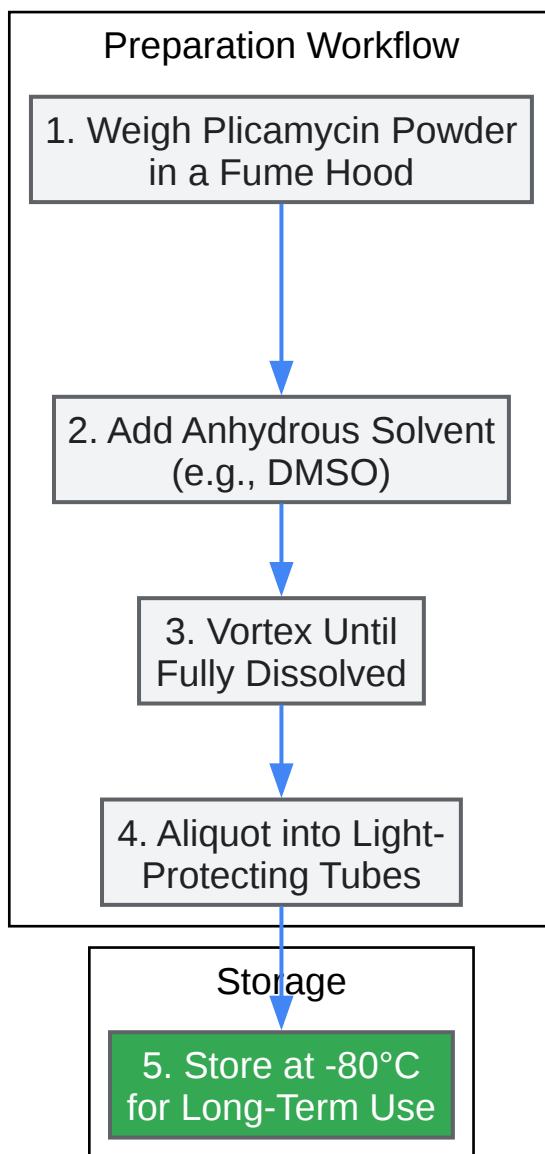 Preparation Workflow
1. Weigh Plicamycin Powder
in a Fume Hood
2. Add Anhydrous Solvent
(e.g., DMSO)
3. Vortex Until
Fully Dissolved
4. Aliquot into Light-
Protecting Tubes
Storage
5. Store at -80°C
for Long-Term Use